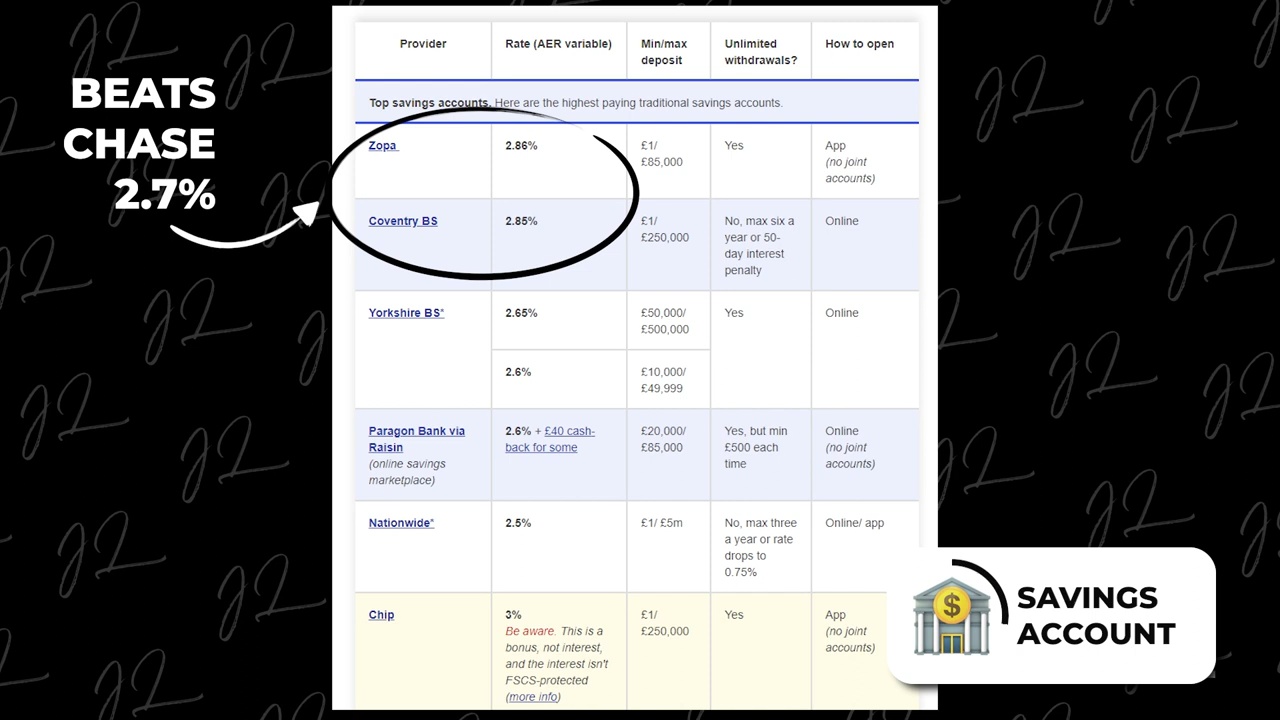 BEATS
CHASE
2.7%
Provider
Rate (AER variable)
Min/max
deposit
Unlimited
withdrawals?
How to open
Top savings accounts. Here are the highest paying traditional savings accounts.
Zopa
2.86%
£1/
85,000
Yes
App
(no joint
accounts)
Coventry BS
2.85%
£1/
£250,000
No, max six a
year or 50-
day interest
penalty
Online
Yorkshire BS*
2.65%
£50,000/
£500,000
Yes
Online
2.6%
£10,000/
£49,999
Paragon Bank via
Raisin
(online savings
marketplace)
2.6% + £40 cash-
back for some
£20,000/
£85,000
Yes, but min
£500 each
time
Online
(no joint
accounts)
Nationwide*
2.5%
£1/ £5m
No, max three
a year or rate
drops to
0.75%
Online/ app
Chip
3%
Be aware. This is a
bonus, not interest,
and the interest isn't
FSCS-protected
(more info)
£1/
£250,000
Yes
App
(no joint
accounts)
SAVINGS
ACCOUNT